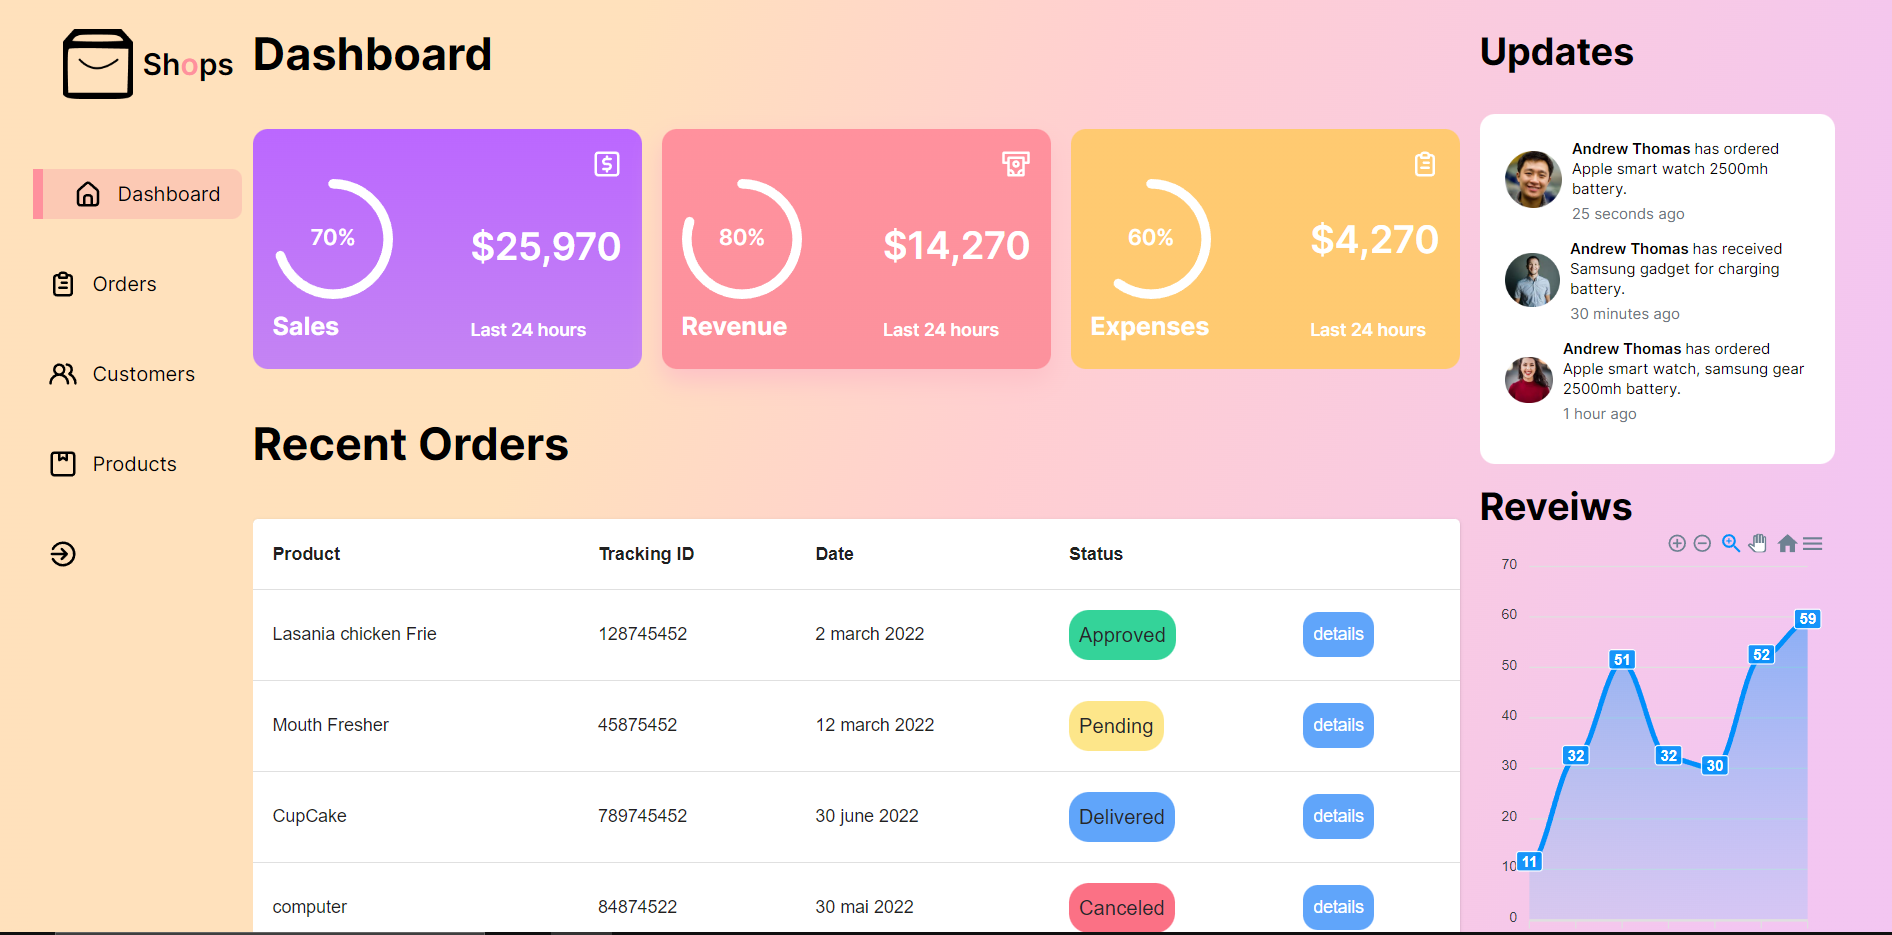 Shops
Dashboard
Orders
Customers
Products
Dashboard
70%
$25,970
Sales
Last 24 hours
80%
$14,270
Revenue
Last 24 hours
60%
$4,270
Expenses
Last 24 hours
Recent Orders
Product Tracking ID Date Status
Lasania chicken Frie 128745452 2 march 2022 Approved details
Mouth Fresher 45875452 12 march 2022 Pending details
CupCake 789745452 30 june 2022 Delivered details
computer 84874522 30 mai 2022 Canceled details
Updates
Andrew Thomas has ordered
Apple smart watch 2500mh
battery.
25 seconds ago
Andrew Thomas has received
Samsung gadget for charging
battery.
30 minutes ago
Andrew Thomas has ordered
Apple smart watch, samsung gear
2500mh battery.
1 hour ago
Reveiws
70
60
50
40
30
20
10
0
11
32
51
32
30
52
59